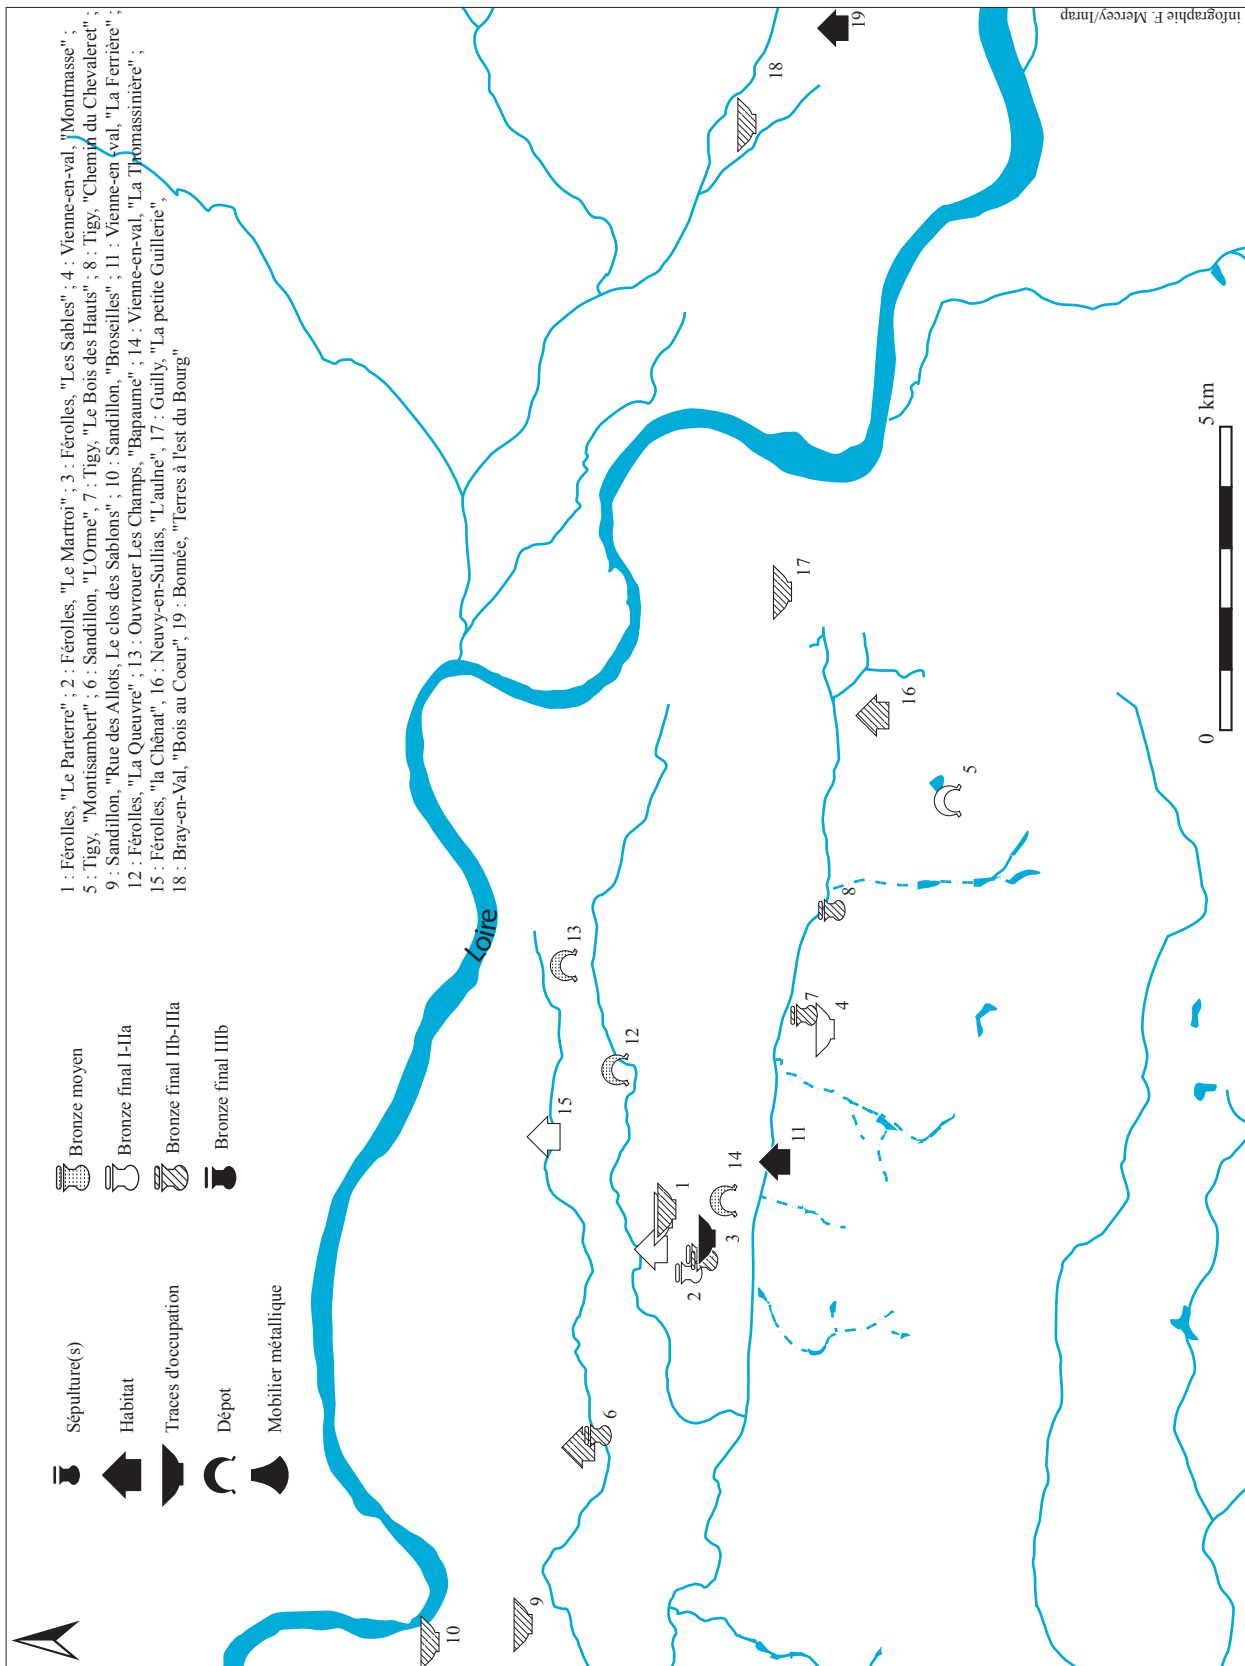 Sépulture(s)
Habitat
Traces d'occupation
Dépot
Mobilier métallique
Bronze moyen
Bronze final I-IIa
Bronze final IIb-IIIa
Bronze final IIIb
1 : Férolles, "Le Parterre" ; 2 : Férolles, "Le Martroi" ; 3 : Férolles, "Les Sables" ; 4 : Vienne-en-val, "Montmasse" ;
5 : Tigy, "Montisambert" ; 6 : Sandillon, "L'Orme", 7 : Tigy, "Le Bois des Hauts" ; 8 : Tigy, "Chemin du Chevaleret" ;
9 : Sandillon, "Rue des Allots, Le clos des Sablons" ; 10 : Sandillon, "Broseilles" ; 11 : Vienne-en -val, "La Ferrière" ;
12 : Férolles, "La Queuvre" ; 13 : Ouvrouer Les Champs, "Bapaume" ; 14 : Vienne-en-val, "La Thomassinière" ;
15 : Férolles, "la Chênat", 16 : Neuvy-en-Sullias, "L'aulne", 17 : Guilly, "La petite Guillerie",
18 : Bray-en-Val, "Bois au Coeur", 19 : Bonnée, "Terres à l'est du Bourg"
Loire
10
9
6
15
13
12
1
2
3
14
11
7
4
8
5
16
17
18
19
0
5 km
infographie F. Mercey/Inrap